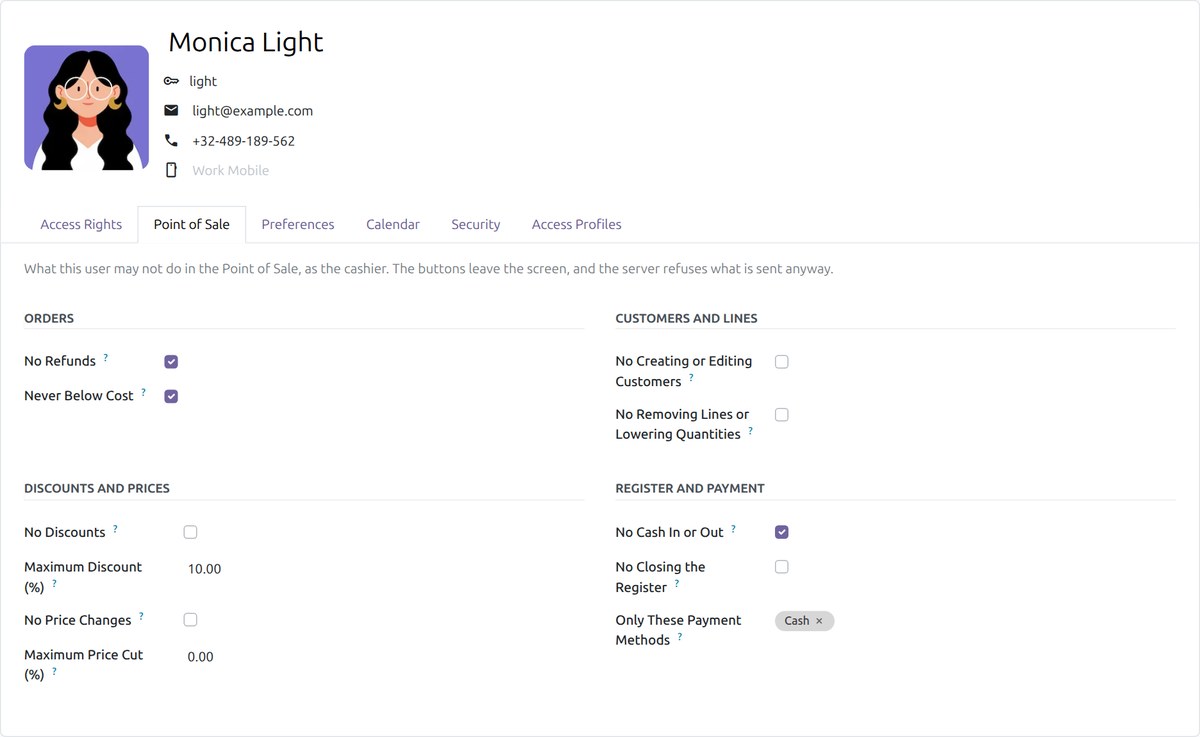 Monica Light
light
light@example.com
+32-489-189-562
Work Mobile
Access Rights Point of Sale Preferences Calendar Security Access Profiles
What this user may not do in the Point of Sale, as the cashier. The buttons leave the screen, and the server refuses what is sent anyway.
ORDERS
No Refunds ?
Never Below Cost ?
CUSTOMERS AND LINES
No Creating or Editing
Customers ?
No Removing Lines or
Lowering Quantities ?
DISCOUNTS AND PRICES
No Discounts ?
Maximum Discount
(%) ?
10.00
No Price Changes ?
Maximum Price Cut
(%) ?
0.00
REGISTER AND PAYMENT
No Cash In or Out ?
No Closing the
Register ?
Only These Payment
Methods ?
Cash ×